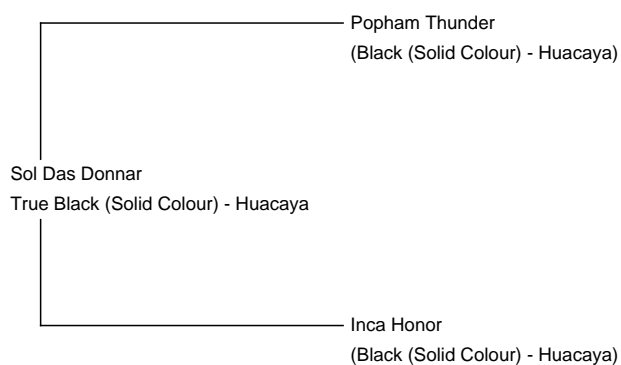 Popham Thunder
(Black (Solid Colour) - Huacaya)
Sol Das Donnar
True Black (Solid Colour) - Huacaya
Inca Honor
(Black (Solid Colour) - Huacaya)